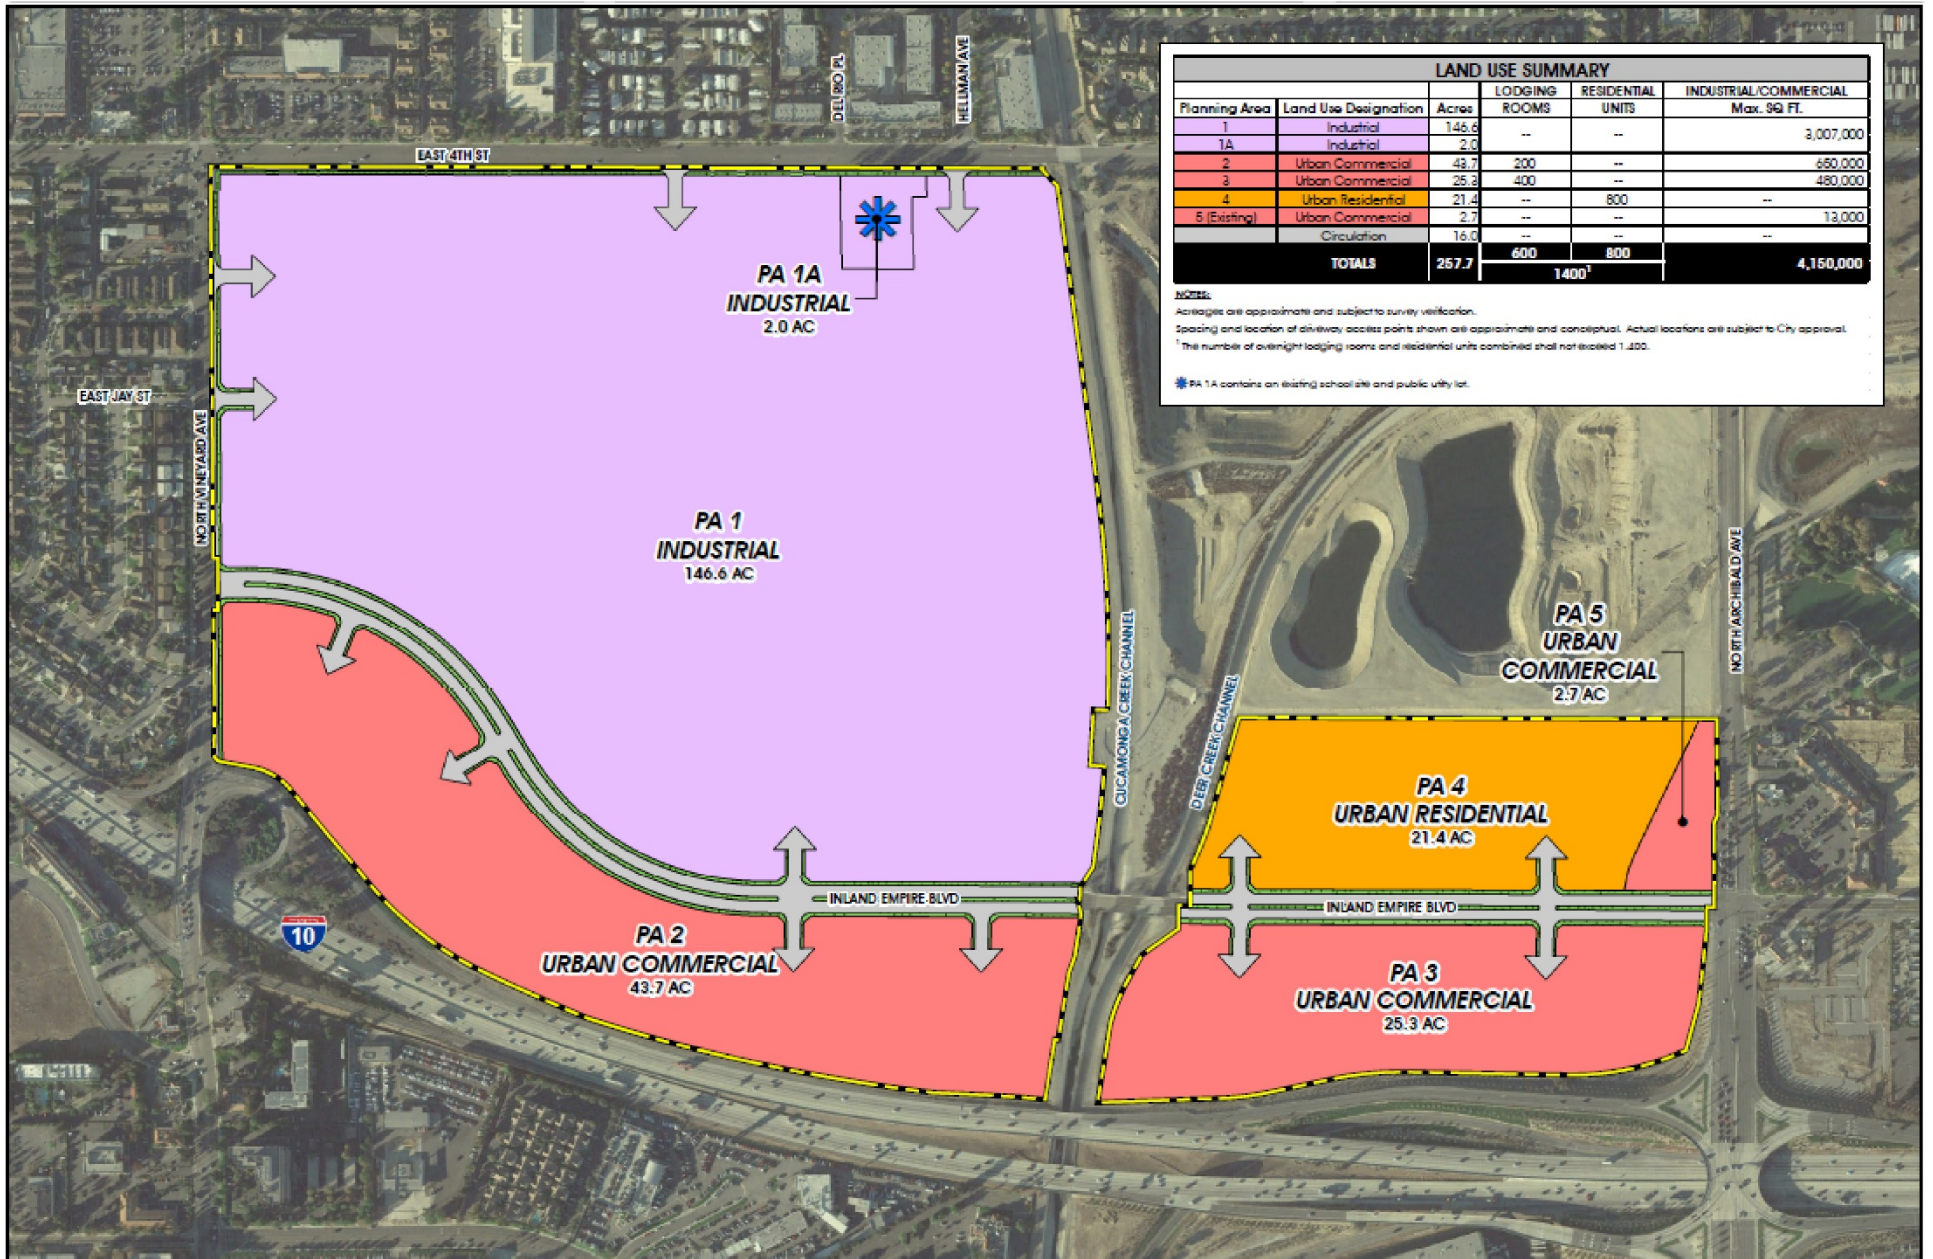 DEL RIO PL
HELLMAN AVE
EAST 4TH ST
LAND USE SUMMARY
Planning Area Land Use Designation Acres LODGING ROOMS RESIDENTIAL UNITS INDUSTRIAL/COMMERCIAL Max. SQ FT.
1 Industrial 146.6 -- -- 3,007,000
1A Industrial 2.0
2 Urban Commercial 43.7 200 -- 650,000
3 Urban Commercial 25.3 400 -- 480,000
4 Urban Residential 21.4 -- 800 --
5 (Existing) Urban Commercial 2.7 -- -- 13,000
Circulation 16.0 -- -- --
TOTALS 257.7 600 800 4,150,000
1400¹
NOTES:
Acreages are approximate and subject to survey verification.
Spacing and location of driveway access points shown are approximate and conceptual. Actual locations are subject to City approval.
¹ The number of overnight lodging rooms and residential units combined shall not exceed 1,400.
PA 1A contains an existing school site and public utility lot.
PA 1A
INDUSTRIAL
2.0 AC
EAST JAY ST
NORTH VINEYARD AVE
PA 1
INDUSTRIAL
146.6 AC
CUCAMONGA CREEK CHANNEL
DEER CREEK CHANNEL
NORTH ARCHIBALD AVE
PA 5
URBAN
COMMERCIAL
2.7 AC
PA 4
URBAN RESIDENTIAL
21.4 AC
INLAND EMPIRE BLVD
INLAND EMPIRE BLVD
10
PA 2
URBAN COMMERCIAL
43.7 AC
PA 3
URBAN COMMERCIAL
25.3 AC